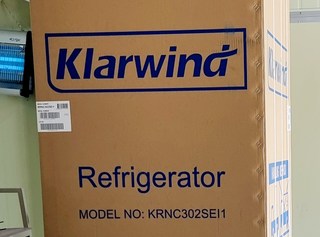 Klarwind
Refrigerator
MODEL NO: KRNC302SEI1